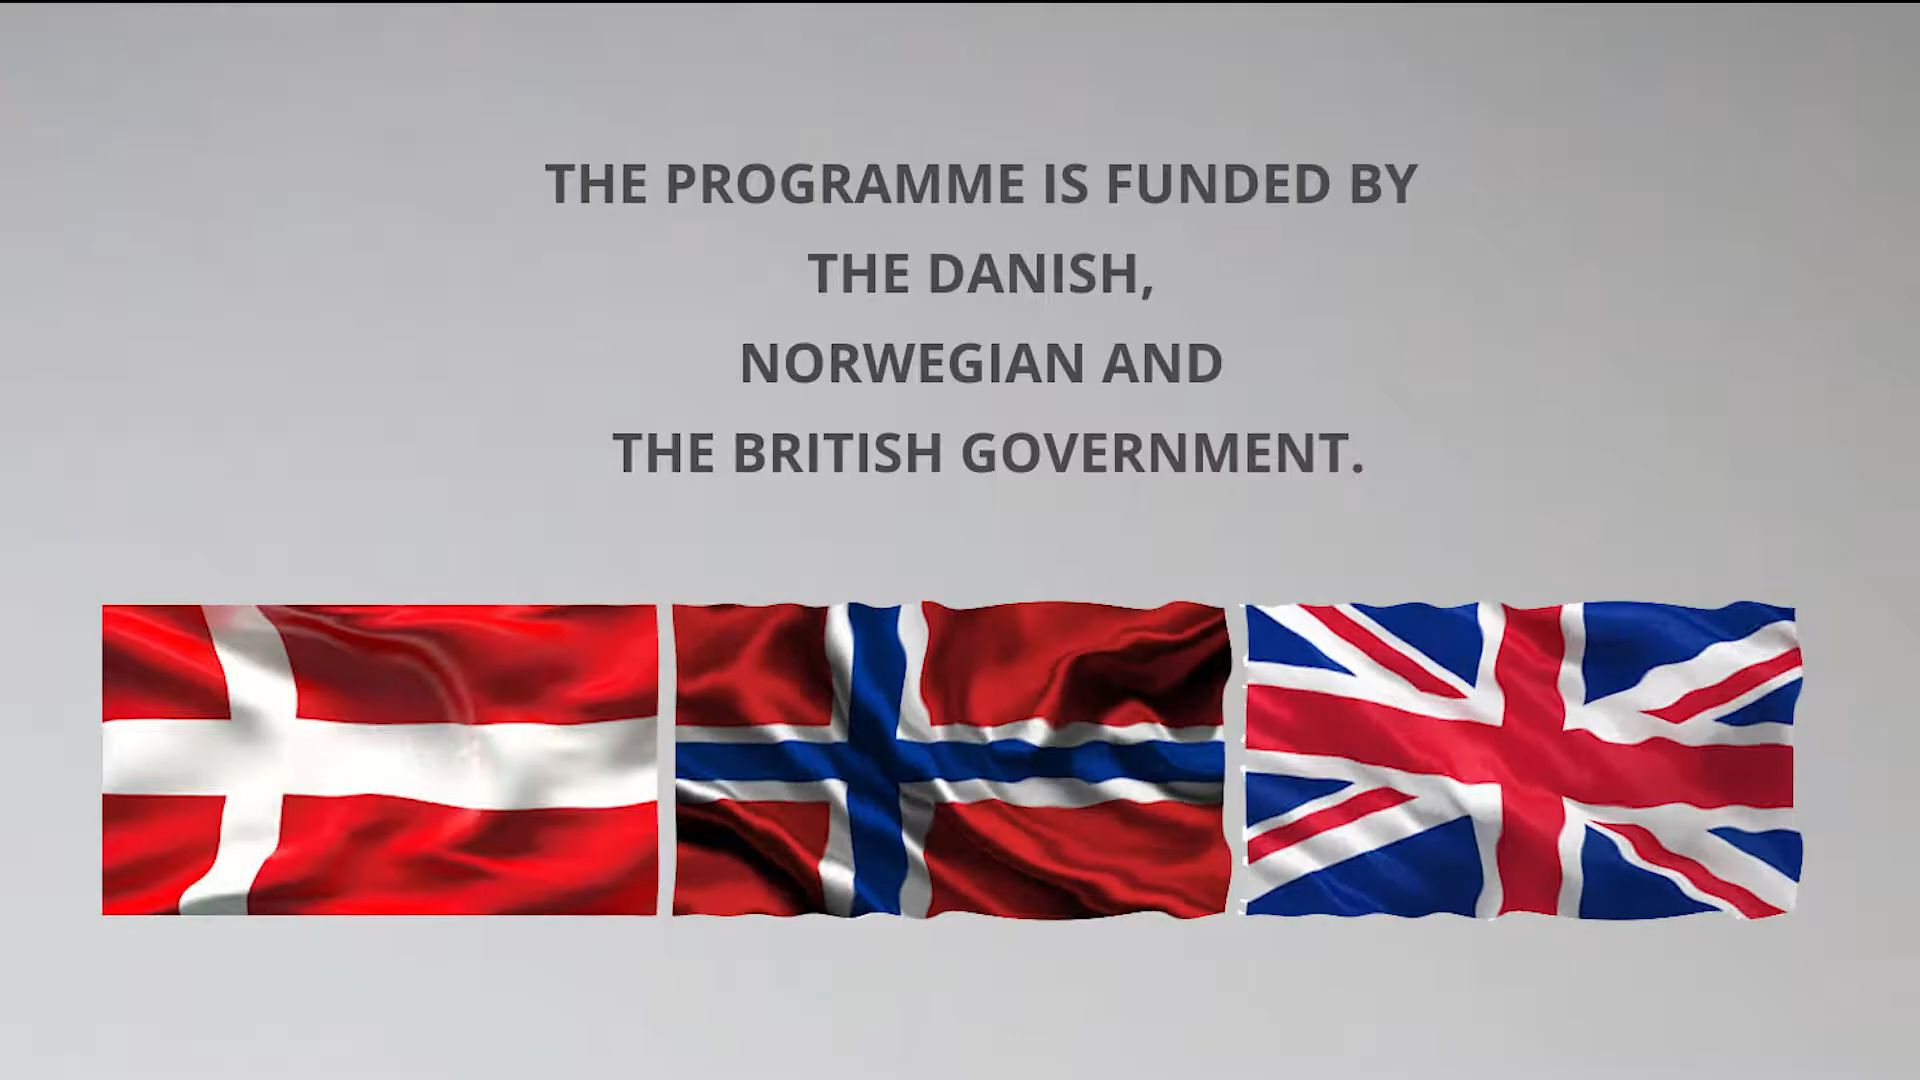 THE PROGRAMME IS FUNDED BY
THE DANISH,
NORWEGIAN AND
THE BRITISH GOVERNMENT.